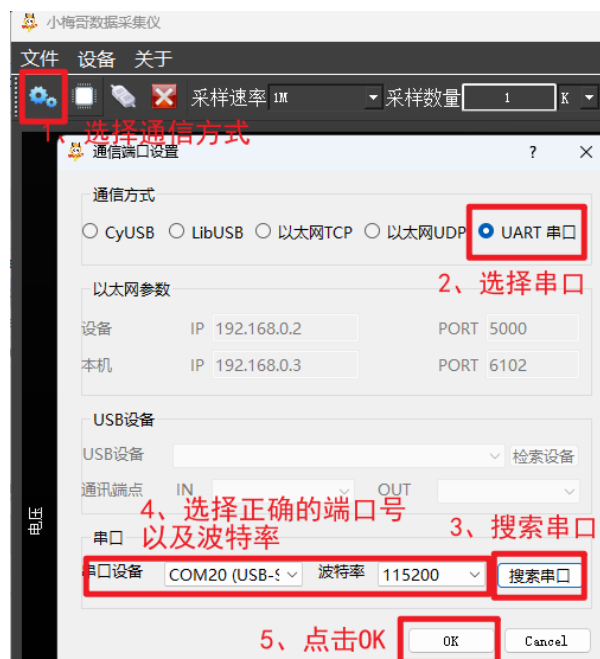 小梅哥数据采集仪
文件 设备 关于
采样速率 1M 采样数量 1 K
1、选择通信方式
通信端口设置 ? ×
通信方式
CyUSB LibUSB 以太网TCP 以太网UDP UART 串口
2、选择串口
以太网参数
设备 IP 192.168.0.2 PORT 5000
本机 IP 192.168.0.3 PORT 6102
USB设备
USB设备 检索设备
通讯端点 IN OUT
4、选择正确的端口号
以及波特率
3、搜索串口
电压
串口
串口设备 COM20 (USB-S 波特率 115200 搜索串口
5、点击OK
OK Cancel